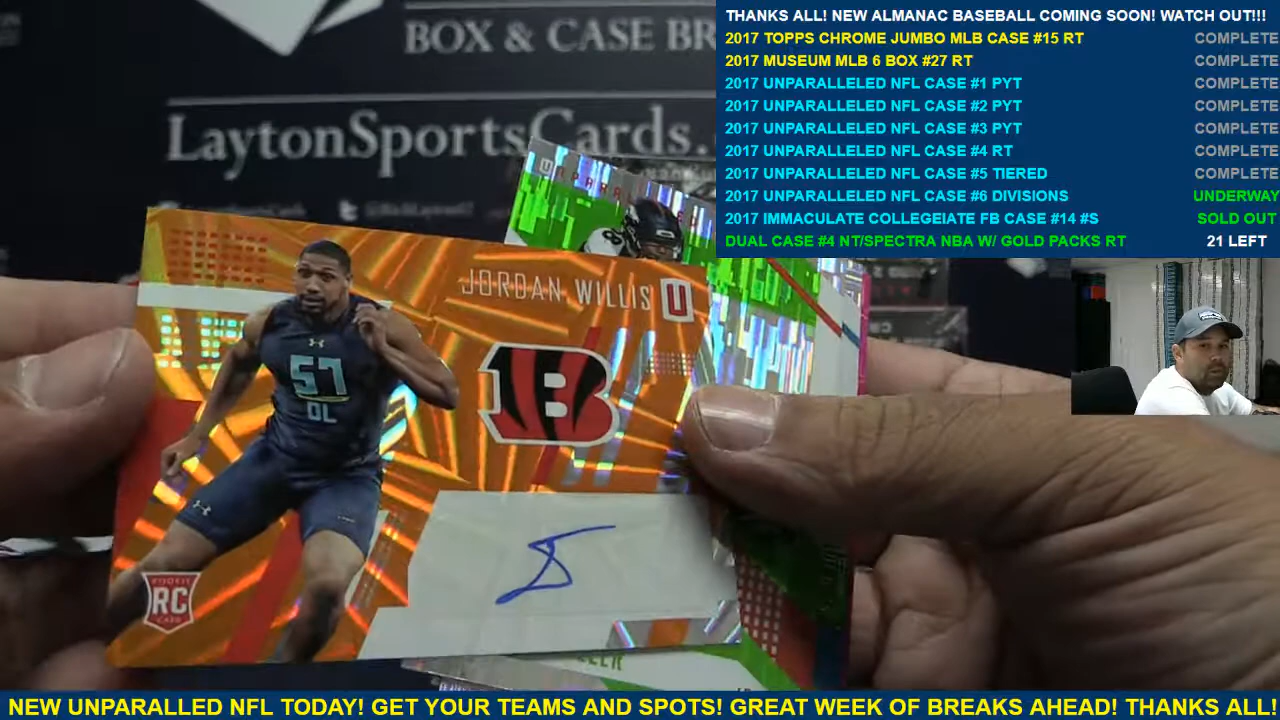 BOX & CASE BR
LaytonSportsCards.
THANKS ALL! NEW ALMANAC BASEBALL COMING SOON! WATCH OUT!!!
2017 TOPPS CHROME JUMBO MLB CASE #15 RT COMPLETE
2017 MUSEUM MLB 6 BOX #27 RT COMPLETE
2017 UNPARALLELED NFL CASE #1 PYT COMPLETE
2017 UNPARALLELED NFL CASE #2 PYT COMPLETE
2017 UNPARALLELED NFL CASE #3 PYT COMPLETE
2017 UNPARALLELED NFL CASE #4 RT COMPLETE
2017 UNPARALLELED NFL CASE #5 TIERED COMPLETE
2017 UNPARALLELED NFL CASE #6 DIVISIONS UNDERWAY
2017 IMMACULATE COLLEGEIATE FB CASE #14 #S SOLD OUT
DUAL CASE #4 NT/SPECTRA NBA W/ GOLD PACKS RT 21 LEFT
JORDAN WILLIS U
B
57
DL
ROOKIE
RC
CARD
NEW UNPARALLED NFL TODAY! GET YOUR TEAMS AND SPOTS! GREAT WEEK OF BREAKS AHEAD! THANKS ALL!